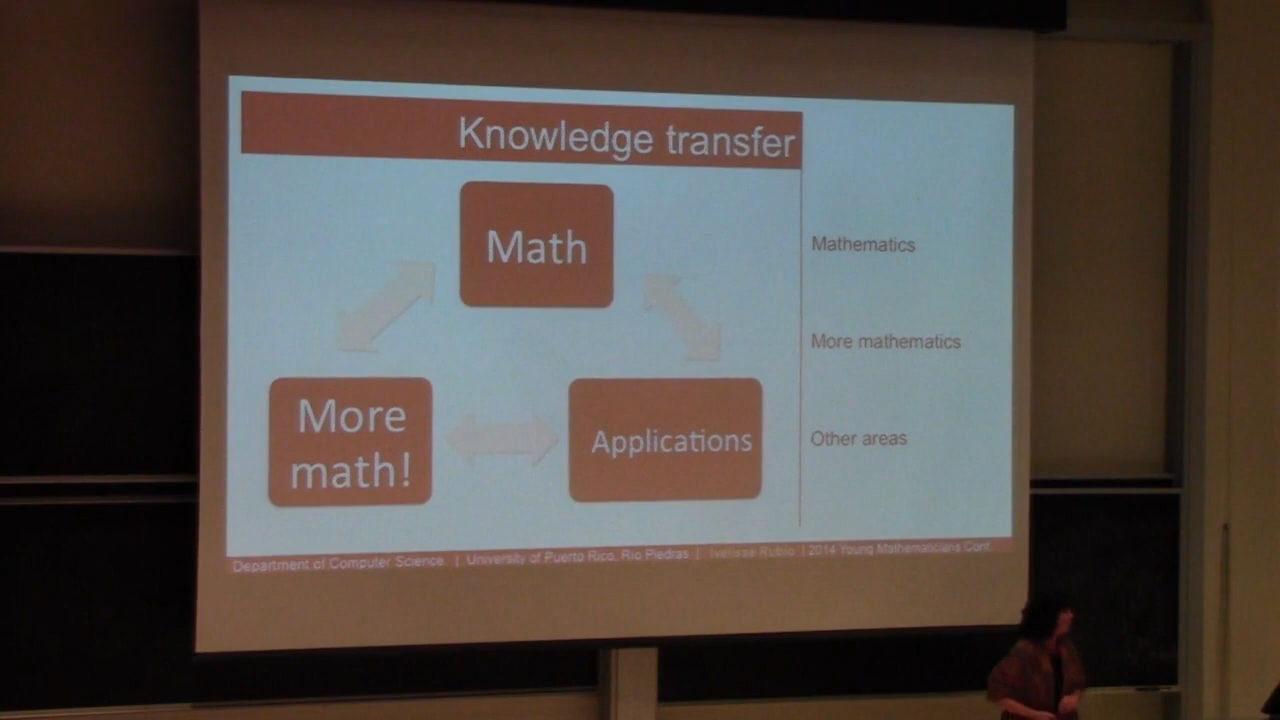 Knowledge transfer
Math
More
math!
Applications
Mathematics
More mathematics
Other areas
Department of Computer Science | University of Puerto Rico, Rio Piedras | Ivelisse Rubio | 2014 Young Mathematicians Conf.